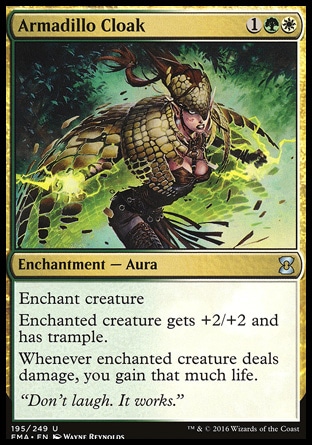 Armadillo Cloak 1
Enchantment — Aura
Enchant creature
Enchanted creature gets +2/+2 and
has trample.
Whenever enchanted creature deals
damage, you gain that much life.
“Don’t laugh. It works.”
195/249 U
EMA • EN Wayne Reynolds
™ & © 2016 Wizards of the Coast